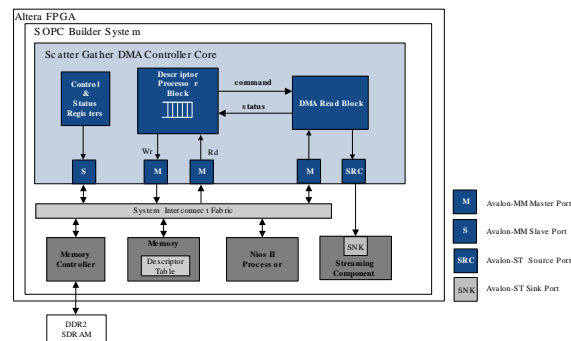 Altera FPGA
SOPC Builder System
Scatter Gather DMA Controller Core
Control
&
Status
Registers
Descriptor
Processor
Block
command
status
DMA Read Block
Wr
Rd
S
M
M
M
SRC
System Interconnect Fabric
Memory
Controller
Memory
Descriptor
Table
Nios II
Processor
SNK
Streaming
Component
DDR2
SDRAM
M
Avalon-MM Master Port
S
Avalon-MM Slave Port
SRC
Avalon-ST Source Port
SNK
Avalon-ST Sink Port